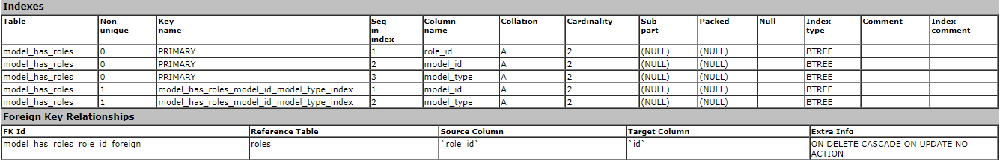 Indexes
Table Non unique Key name Seq in index Column name Collation Cardinality Sub part Packed Null Index type Comment Index comment
model_has_roles 0 PRIMARY 1 role_id A 2 (NULL) (NULL) BTREE
model_has_roles 0 PRIMARY 2 model_id A 2 (NULL) (NULL) BTREE
model_has_roles 0 PRIMARY 3 model_type A 2 (NULL) (NULL) BTREE
model_has_roles 1 model_has_roles_model_id_model_type_index 1 model_id A 2 (NULL) (NULL) BTREE
model_has_roles 1 model_has_roles_model_id_model_type_index 2 model_type A 2 (NULL) (NULL) BTREE
Foreign Key Relationships
FK Id Reference Table Source Column Target Column Extra Info
model_has_roles_role_id_foreign roles `role_id` `id` ON DELETE CASCADE ON UPDATE NO
ACTION